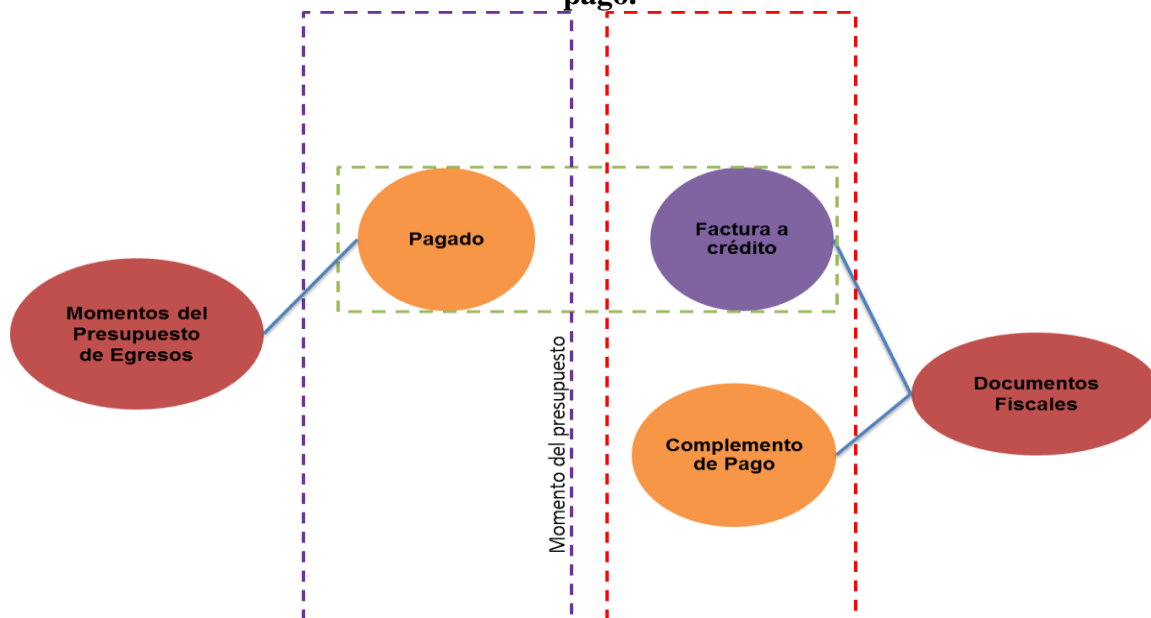 pago.
Pagado
Factura a
crédito
Momentos del
Presupuesto
de Egresos
Momento del presupuesto
Documentos
Fiscales
Complemento
de Pago